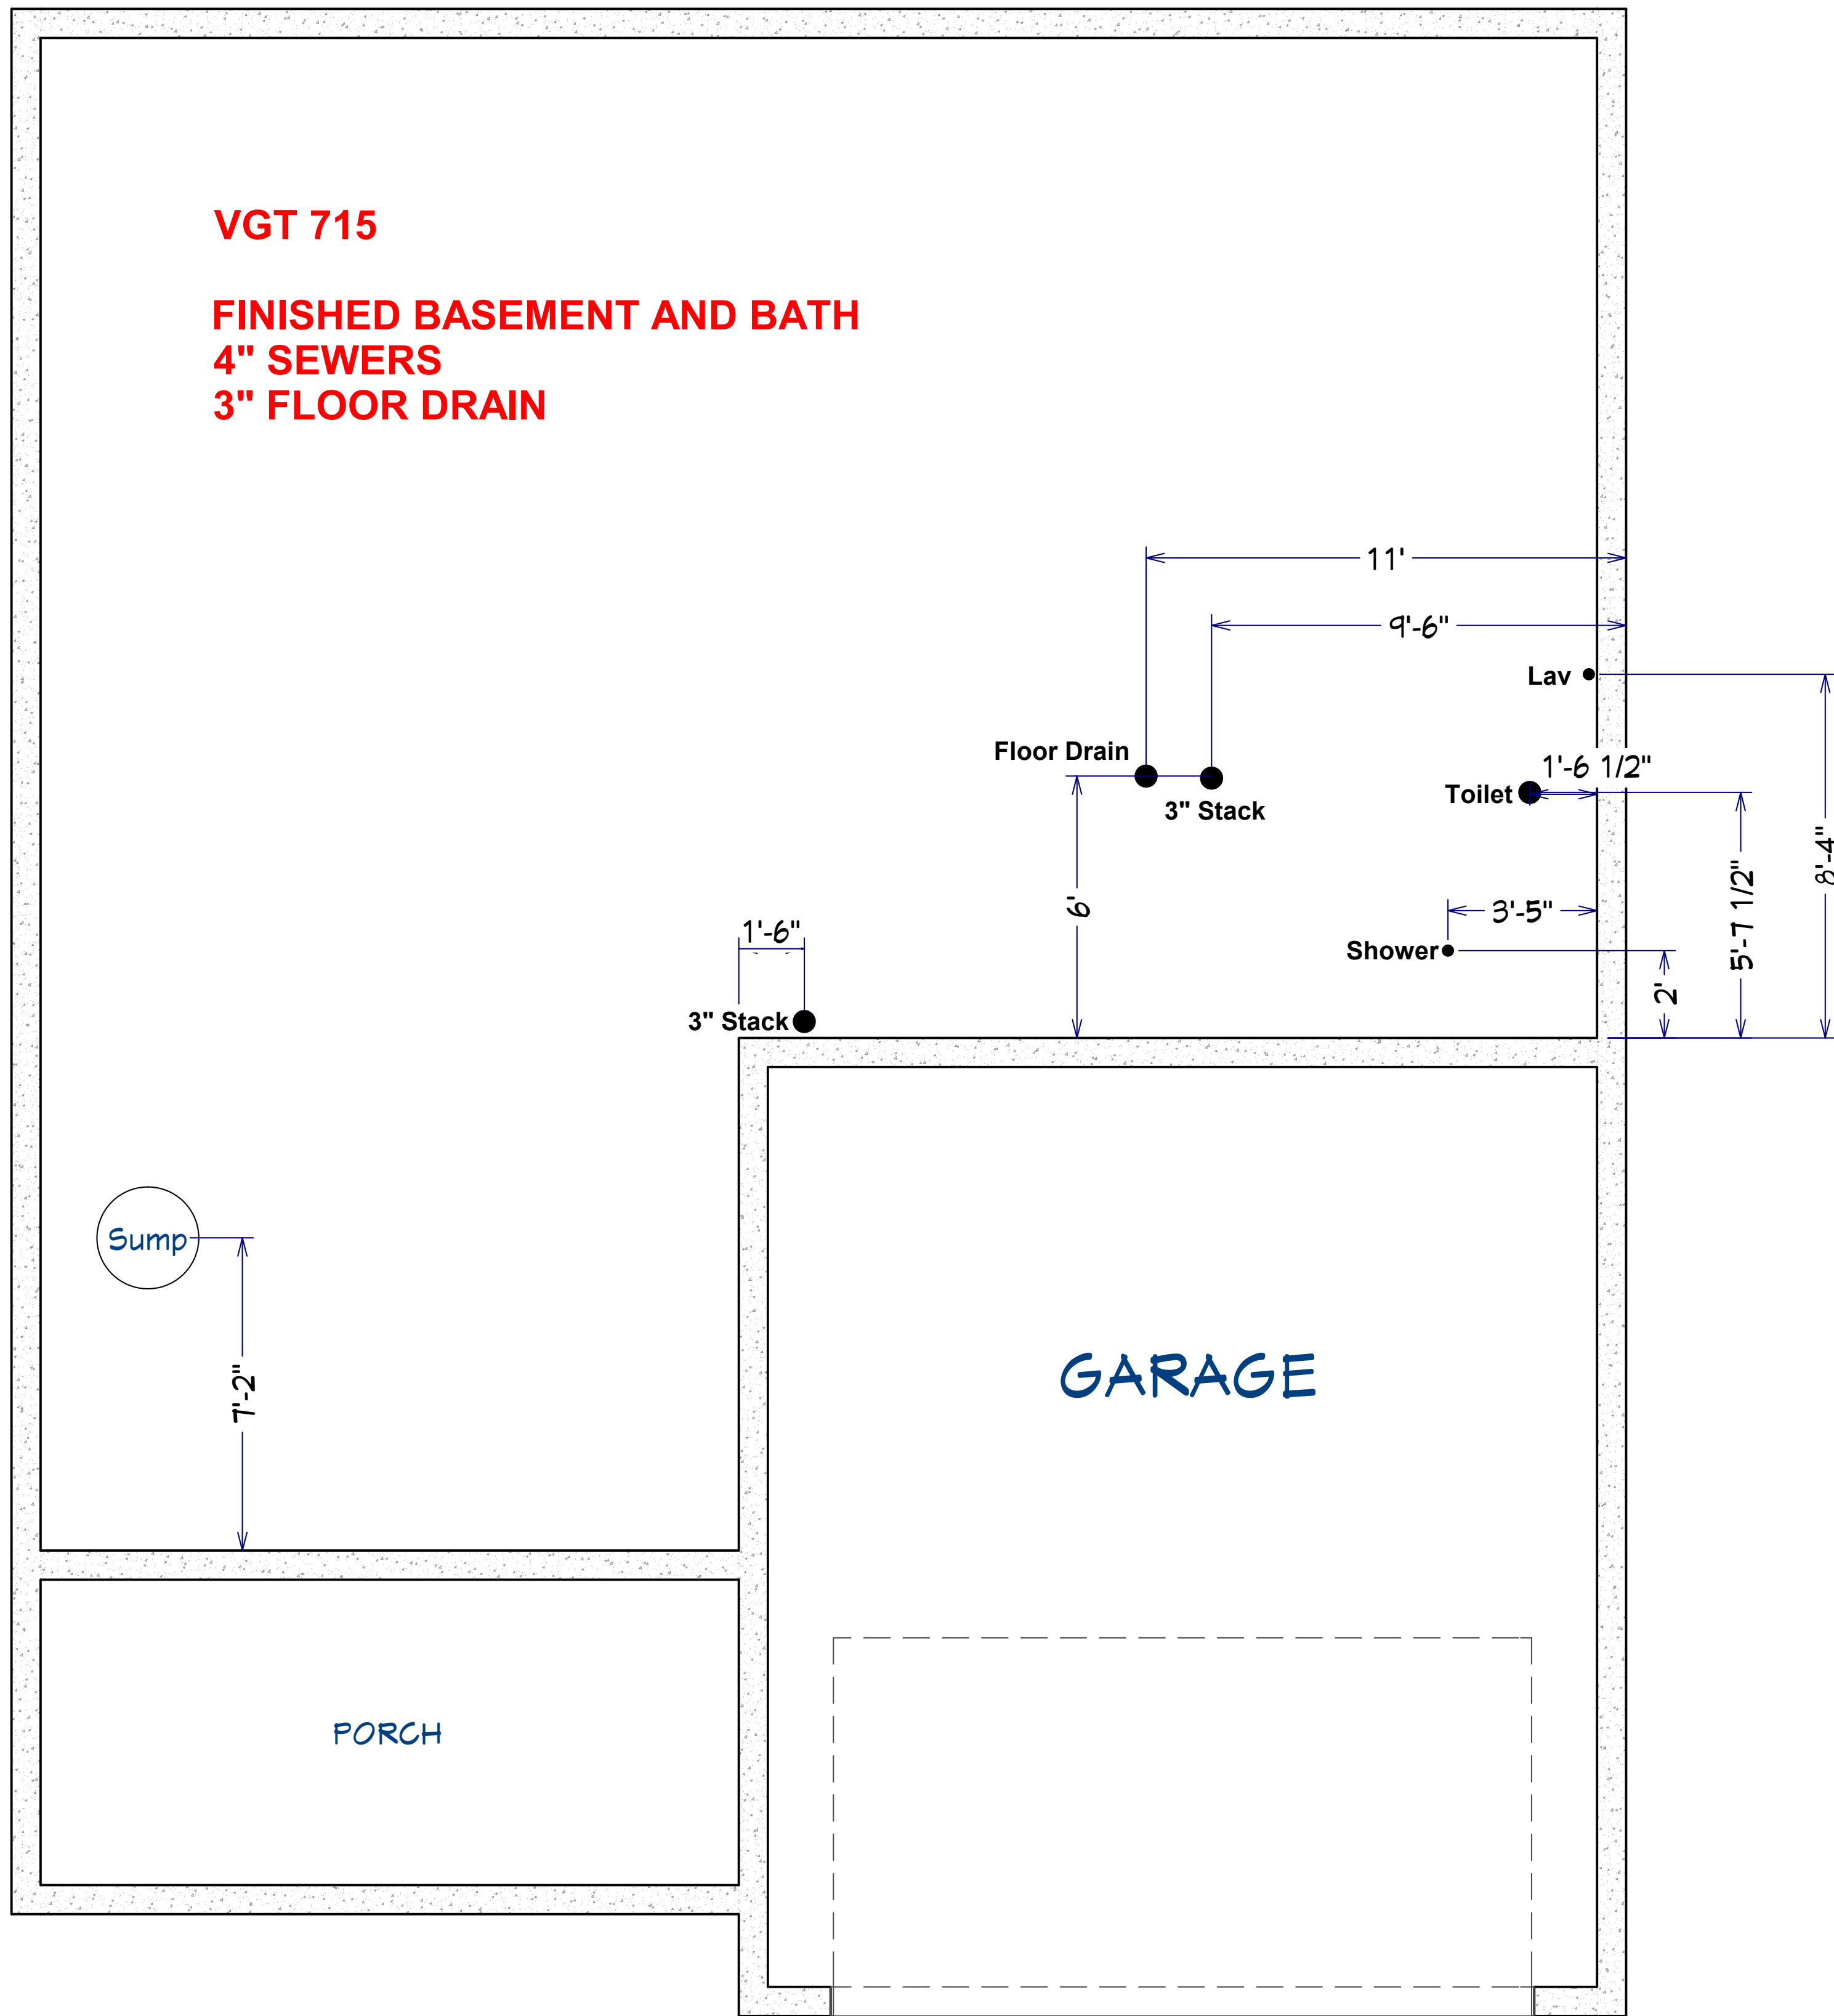 VGT 715
FINISHED BASEMENT AND BATH
4" SEWERS
3" FLOOR DRAIN
11'
9'-6"
Lav
Floor Drain
1'-6 1/2"
Toilet
3" Stack
8'-4"
5'-7 1/2"
6'
3'-5"
1'-6"
Shower
2'
3" Stack
Sump
7'-2"
GARAGE
PORCH